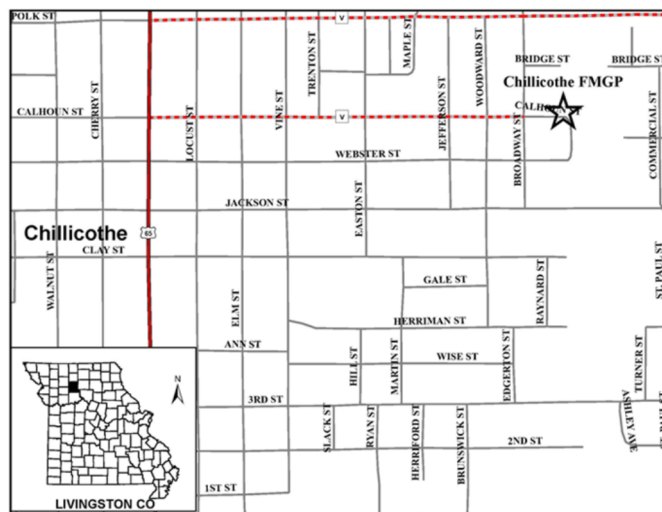 POLK ST
V
CHERRY ST
LOCUST ST
VINE ST
TRENTON ST
MAPLE ST
JEFFERSON ST
WOODWARD ST
BRIDGE ST
BRIDGE ST
Chillicothe FMGP
CALHOUN ST
V
BROADWAY ST
COMMERCIAL ST
WEBSTER ST
JACKSON ST
EASTON ST
Chillicothe
65
CLAY ST
WALNUT ST
ELM ST
GALE ST
RAYNARD ST
ST. PAUL ST
HERRIMAN ST
ANN ST
HILL ST
MARTIN ST
WISE ST
EDGERTON ST
TURNER ST
N
3RD ST
SLACK ST
RYAN ST
HERRIFORD ST
BRUNSWICK ST
ASHLEY AVE
2ND ST
1ST ST
LIVINGSTON CO